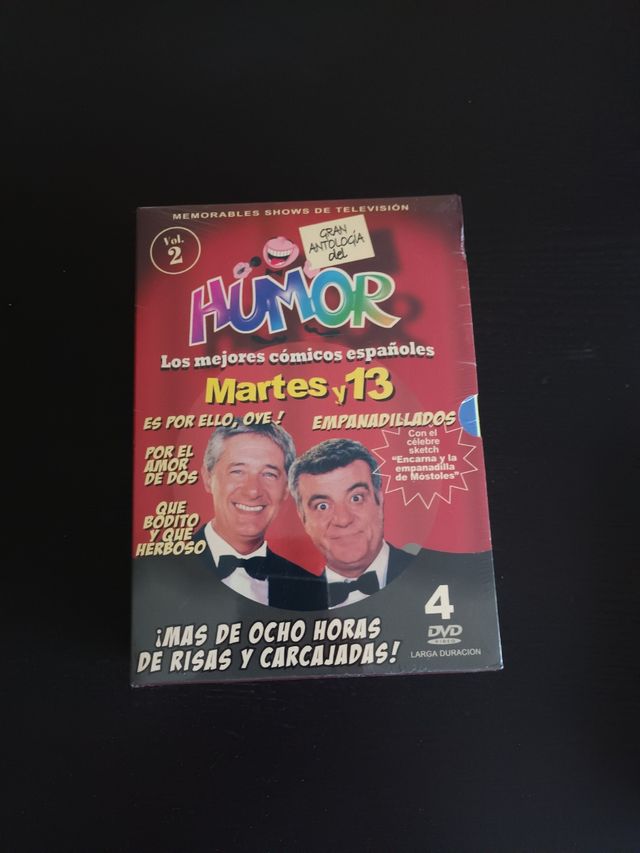 MEMORABLES SHOWS DE TELEVISIÓN
Vol.
2
GRAN
ANTOLOGÍA
del
HUMOR
Los mejores cómicos españoles
Martes y 13
ES POR ELLO, OYE !
EMPANADILLADOS
POR EL
AMOR
DE DOS
Con el
célebre
sketch
"Encarna y la
empanadilla
de Móstoles"
QUE
BODITO
Y QUE
HERBOSO
¡MAS DE OCHO HORAS
DE RISAS Y CARCAJADAS!
4
DVD
VIDEO
LARGA DURACION